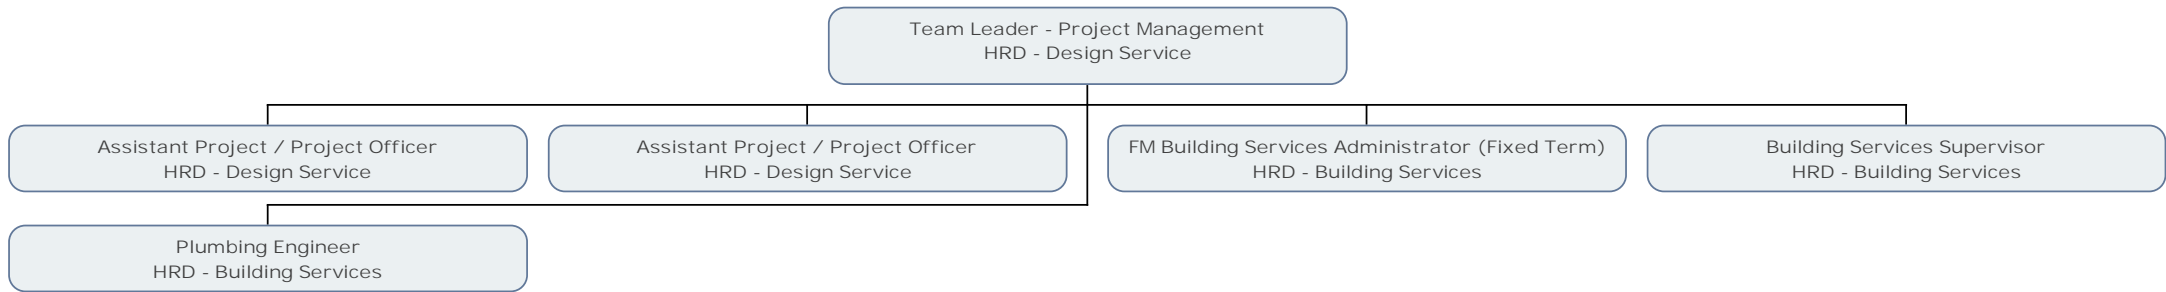 Team Leader - Project Management
HRD - Design Service
Assistant Project / Project Officer
HRD - Design Service
Assistant Project / Project Officer
HRD - Design Service
FM Building Services Administrator (Fixed Term)
HRD - Building Services
Building Services Supervisor
HRD - Building Services
Plumbing Engineer
HRD - Building Services